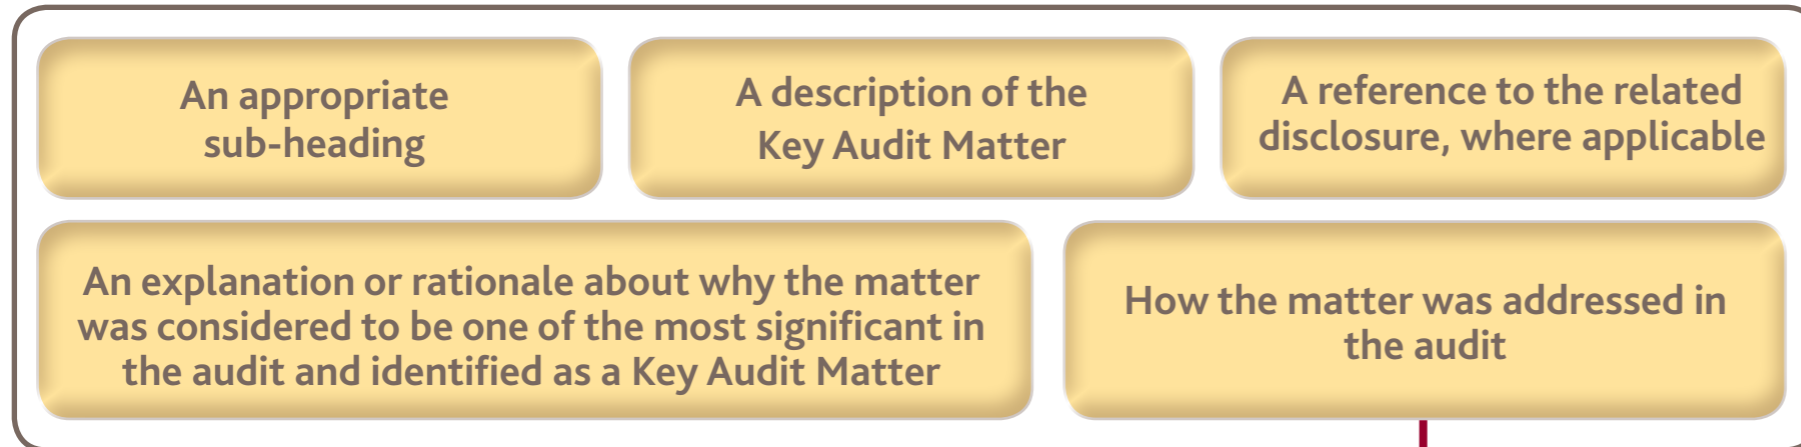 An appropriate
sub-heading
A description of the
Key Audit Matter
A reference to the related
disclosure, where applicable
An explanation or rationale about why the matter
was considered to be one of the most significant in
the audit and identified as a Key Audit Matter
How the matter was addressed in
the audit